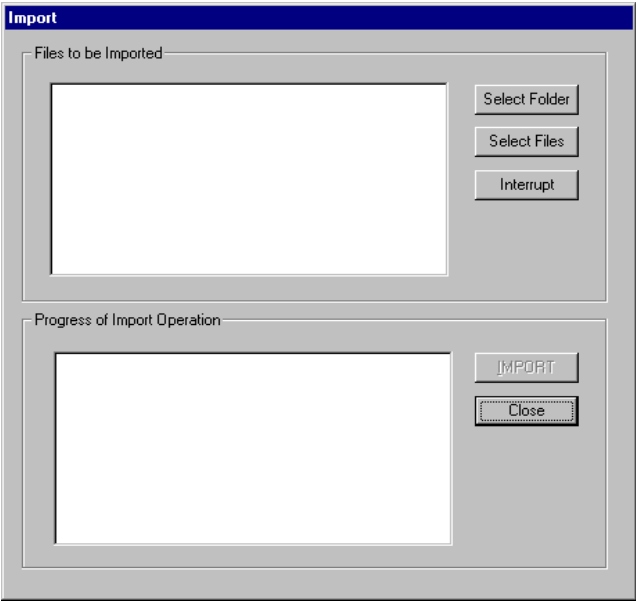 Import
Files to be Imported
Select Folder
Select Files
Interrupt
Progress of Import Operation
IMPORT
Close